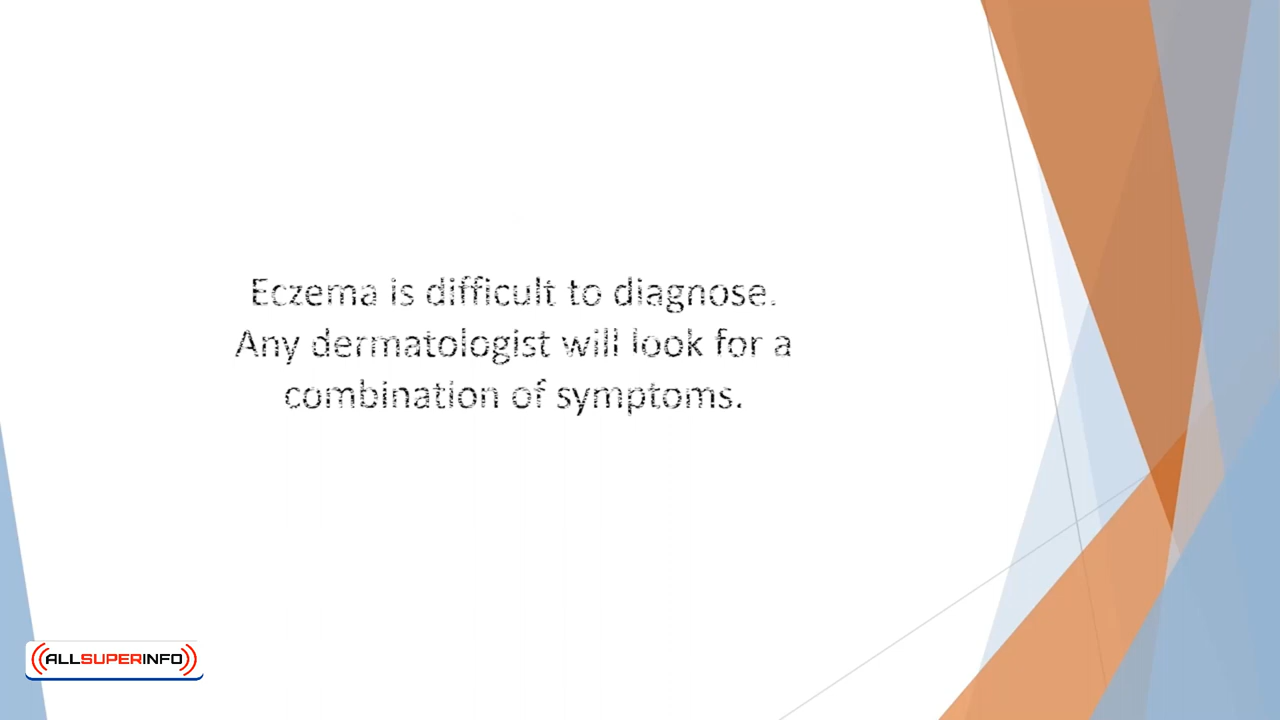 Eczema is difficult to diagnose.
Any dermatologist will look for a
combination of symptoms.
ALLSUPERINFO